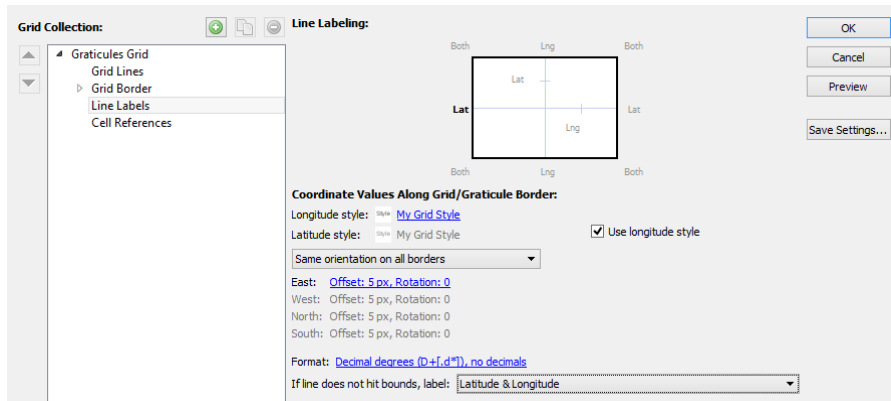 Grid Collection:
Graticules Grid
Grid Lines
Grid Border
Line Labels
Cell References
Line Labeling:
Both Lng Both
Lat
Lat Lat
Lng
Both Lng Both
Coordinate Values Along Grid/Graticule Border:
Longitude style: Style My Grid Style
Latitude style: Style My Grid Style Use longitude style
Same orientation on all borders
East: Offset: 5 px, Rotation: 0
West: Offset: 5 px, Rotation: 0
North: Offset: 5 px, Rotation: 0
South: Offset: 5 px, Rotation: 0
Format: Decimal degrees (D+[.d*]), no decimals
If line does not hit bounds, label: Latitude & Longitude
OK
Cancel
Preview
Save Settings...